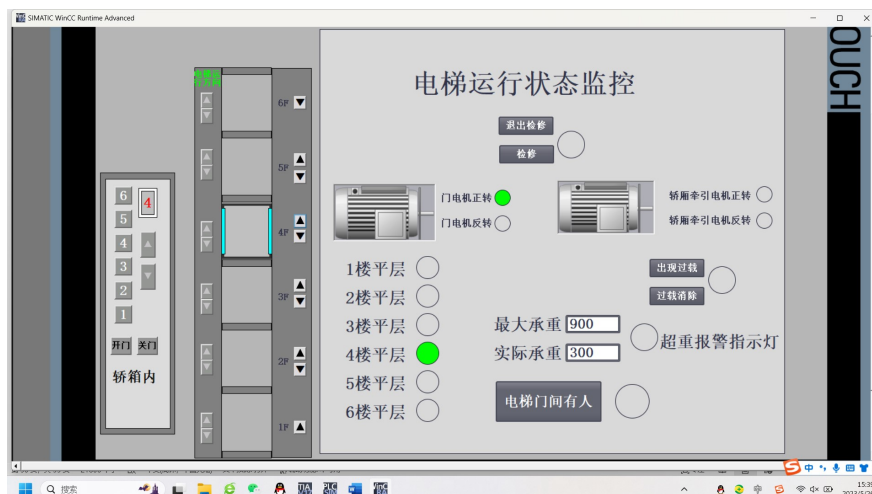 SIMATIC WinCC Runtime Advanced
OUCH
电梯运行状态监控
6F
退出检修
检修
5F
6
4
5
4
3
2
1
开门 关门
轿箱内
4F
3F
2F
1F
门电机正转
门电机反转
轿厢牵引电机正转
轿厢牵引电机反转
1楼平层
2楼平层
3楼平层
4楼平层
5楼平层
6楼平层
出现过载
过载消除
最大承重 900
实际承重 300
超重报警指示灯
电梯门间有人
中
搜索
中
15:39